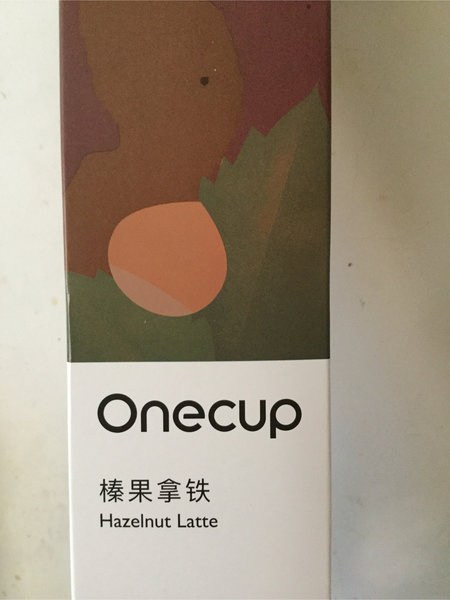 Onecup
榛果拿铁
Hazelnut Latte